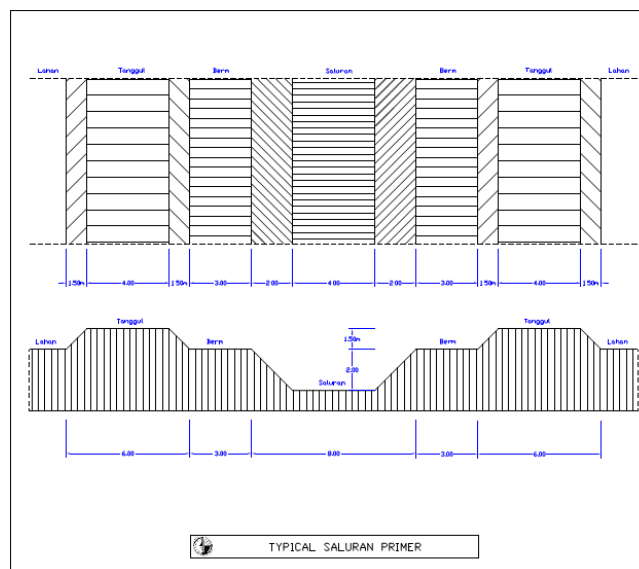 Lahan Tanggul Berm Saluran Berm Tanggul Lahan
1.50m 4.00 1.50m 3.00 2.00 4.00 2.00 3.00 1.50m 4.00 1.50m
Tanggul Tanggul
Lahan Berm 1.50m Berm Lahan
2.00
Saluran
6.00 3.00 8.00 3.00 6.00
TYPICAL SALURAN PRIMER